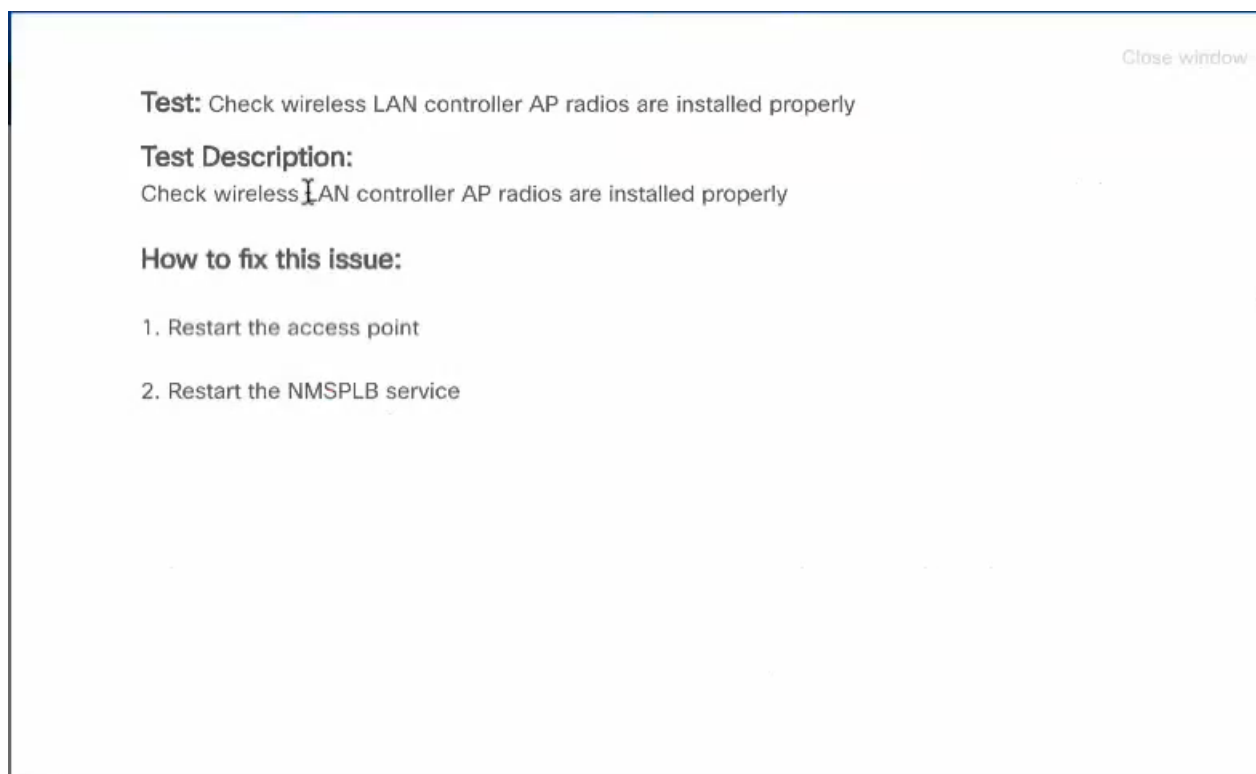 Close window
Test: Check wireless LAN controller AP radios are installed properly
Test Description:
Check wireless LAN controller AP radios are installed properly
How to fix this issue:
1. Restart the access point
2. Restart the NMSPLB service